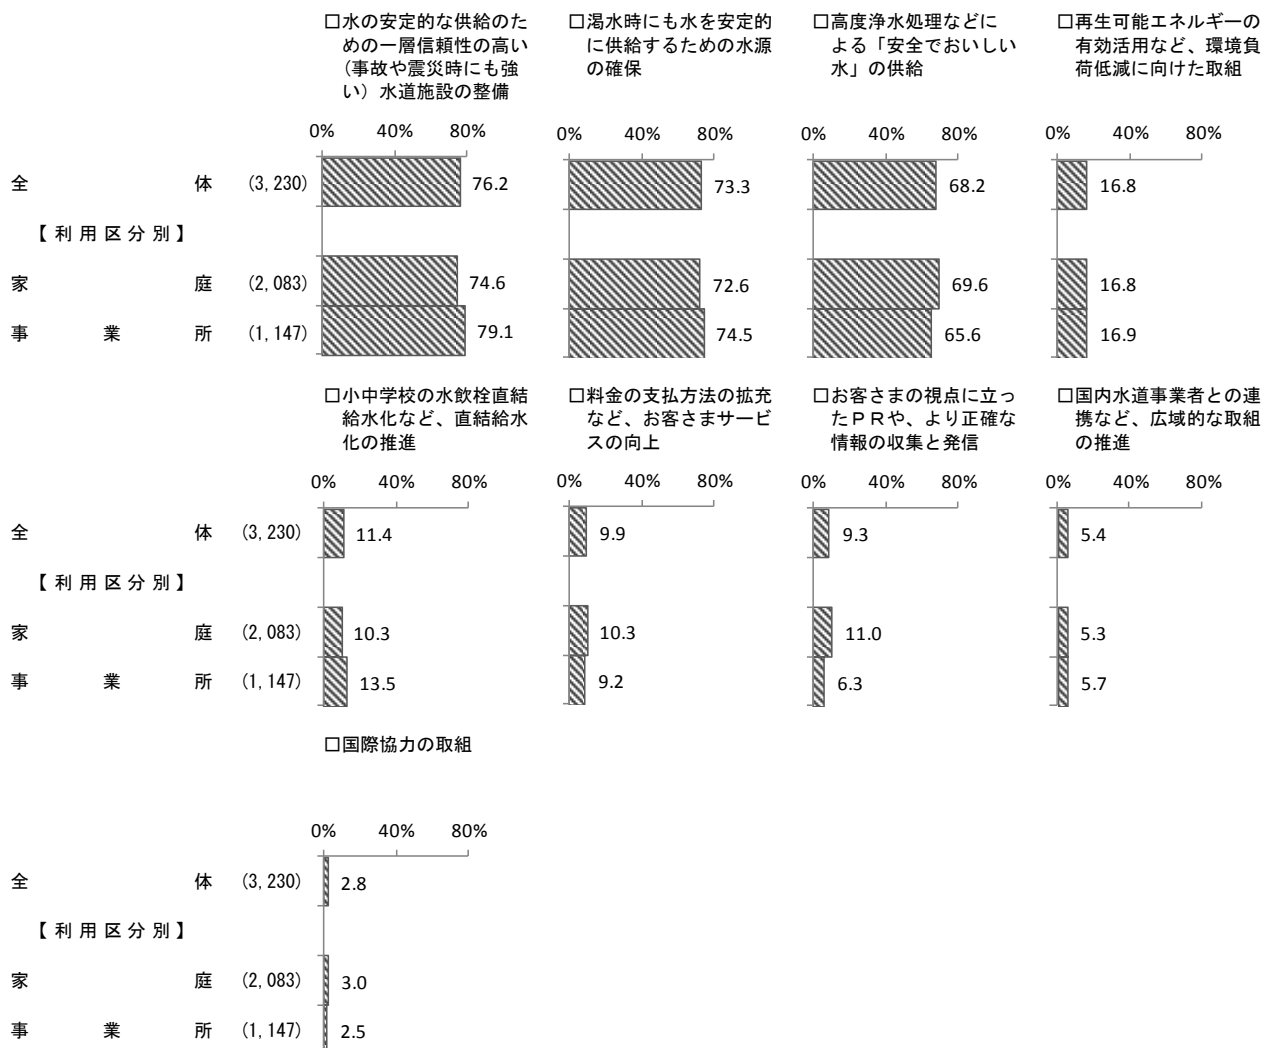 □水の安定的な供給のた
めの一層信頼性の高い
(事故や震災時にも強
い）水道施設の整備
□渇水時にも水を安定的
に供給するための水源
の確保
□高度浄水処理などに
よる「安全でおいしい
水」の供給
□再生可能エネルギーの
有効活用など、環境負
荷低減に向けた取組
0% 40% 80% 0% 40% 80% 0% 40% 80% 0% 40% 80%
全体 (3,230) 76.2 73.3 68.2 16.8
【利用区分別】
家庭 (2,083) 74.6 72.6 69.6 16.8
事業所 (1,147) 79.1 74.5 65.6 16.9
□小中学校の水飲栓直結
給水化など、直結給水
化の推進
□料金の支払方法の拡充
など、お客さまサービ
スの向上
□お客さまの視点に立っ
たＰＲや、より正確な
情報の収集と発信
□国内水道事業者との連
携など、広域的な取組
の推進
0% 40% 80% 0% 40% 80% 0% 40% 80% 0% 40% 80%
全体 (3,230) 11.4 9.9 9.3 5.4
【利用区分別】
家庭 (2,083) 10.3 10.3 11.0 5.3
事業所 (1,147) 13.5 9.2 6.3 5.7
□国際協力の取組
0% 40% 80%
全体 (3,230) 2.8
【利用区分別】
家庭 (2,083) 3.0
事業所 (1,147) 2.5